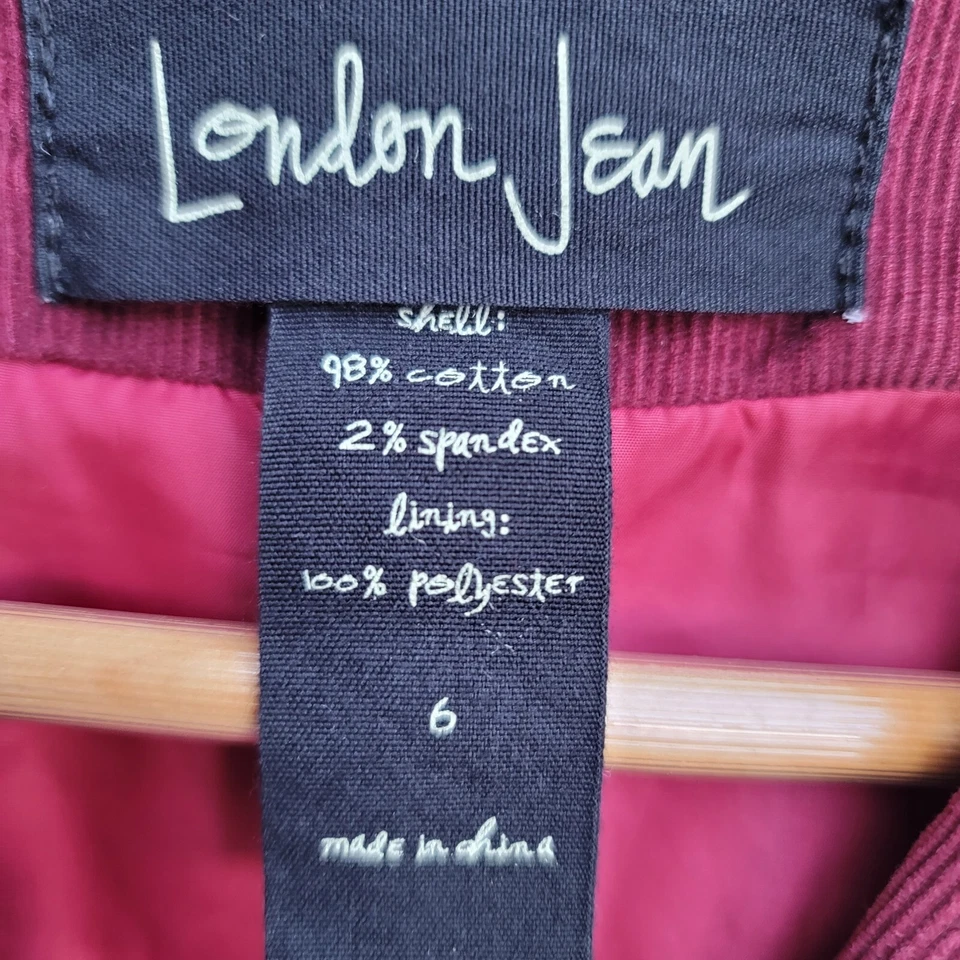 London Jean
shell:
98% cotton
2% spandex
lining:
100% polyester
6
made in china